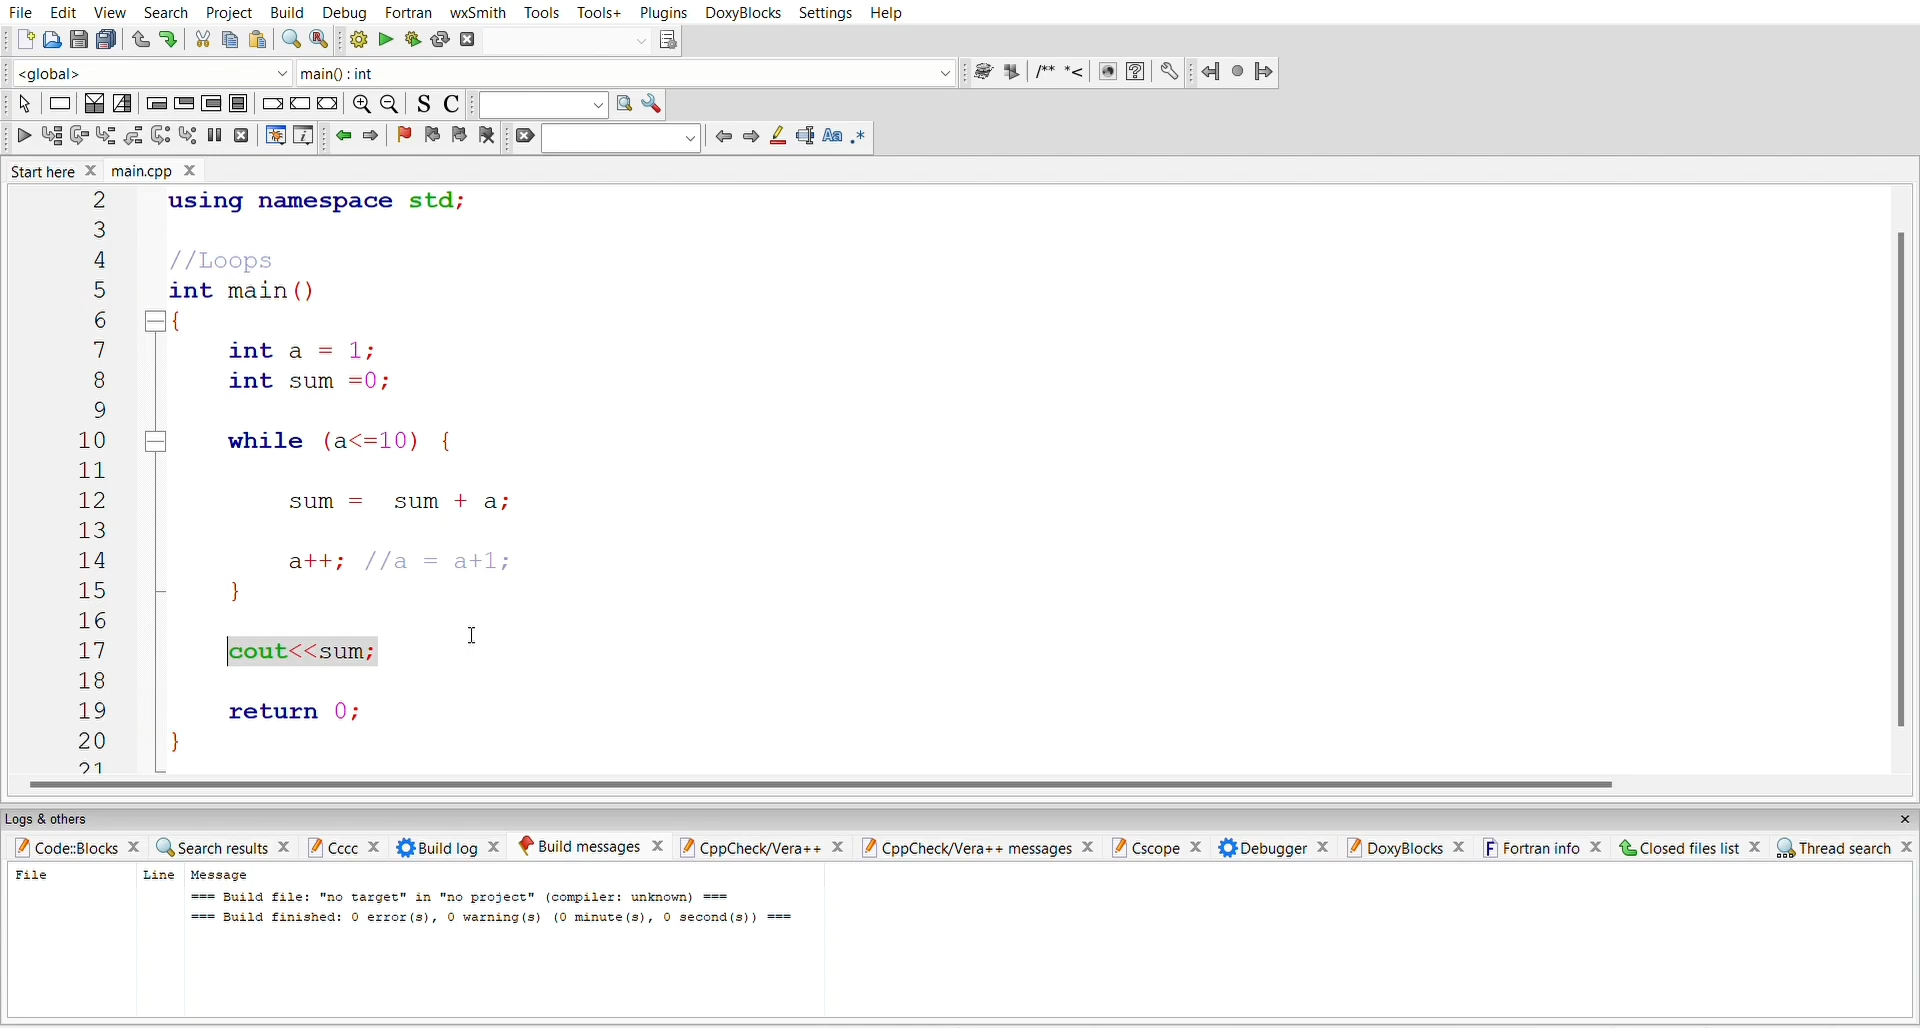 File Edit View Search Project Build Debug Fortran wxSmith Tools Tools+ Plugins DoxyBlocks Settings Help
<global> main() : int /** *<
S C
Aa .*
Start here main.cpp
2 using namespace std;
3
4 //Loops
5 int main()
6 {
7 int a = 1;
8 int sum =0;
9
10 while (a<=10) {
11
12 sum = sum + a;
13
14 a++; //a = a+1;
15 }
16
17 cout<<sum;
18
19 return 0;
20 }
21
Logs & others
Code::Blocks Search results Cccc Build log Build messages CppCheck/Vera++ CppCheck/Vera++ messages Cscope Debugger DoxyBlocks Fortran info Closed files list Thread search
File Line Message
=== Build file: "no target" in "no project" (compiler: unknown) ===
=== Build finished: 0 error(s), 0 warning(s) (0 minute(s), 0 second(s)) ===